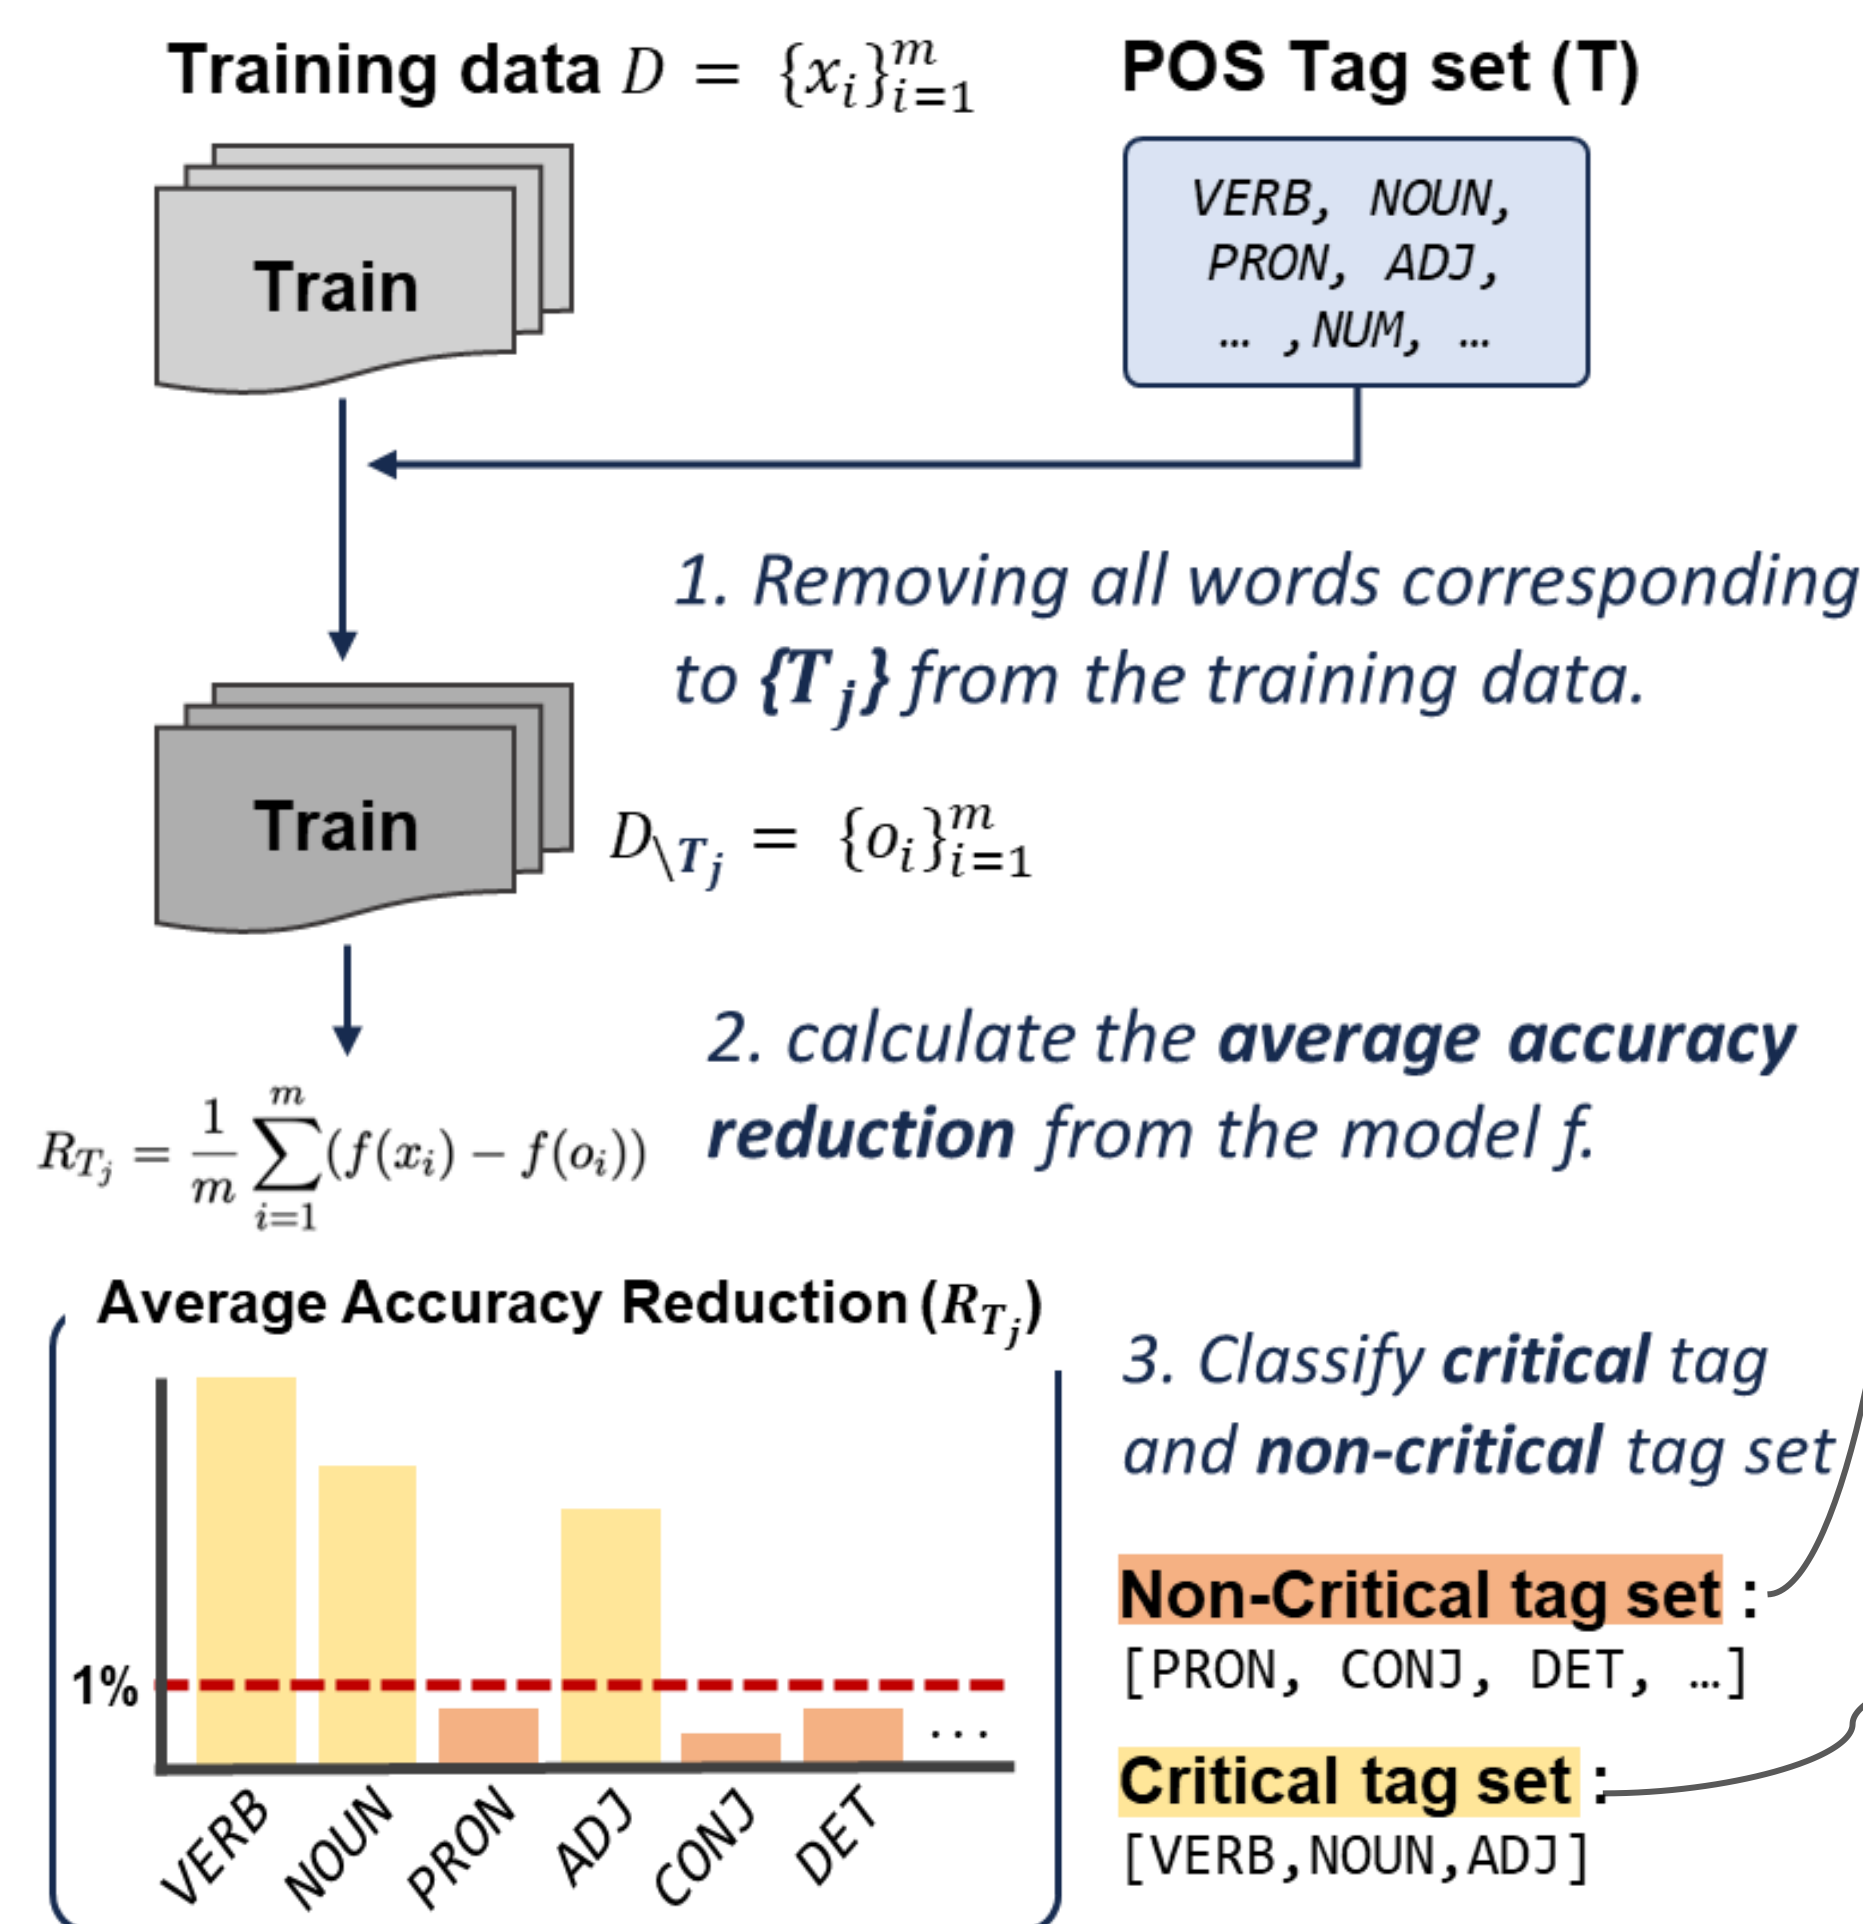 Training data D = {x_i}_{i=1}^m
POS Tag set (T)
VERB, NOUN,
PRON, ADJ,
… ,NUM, …
Train
1. Removing all words corresponding
to {T_j} from the training data.
Train
D_{\T_j} = {o_i}_{i=1}^m
2. calculate the average accuracy
reduction from the model f.
R_{T_j} = \frac{1}{m} \sum_{i=1}^{m} (f(x_i) − f(o_i))
Average Accuracy Reduction (R_{T_j})
1%
...
VERB
NOUN
PRON
ADJ
CONJ
DET
3. Classify critical tag
and non-critical tag set
Non-Critical tag set :
[PRON, CONJ, DET, …]
Critical tag set :
[VERB,NOUN,ADJ]